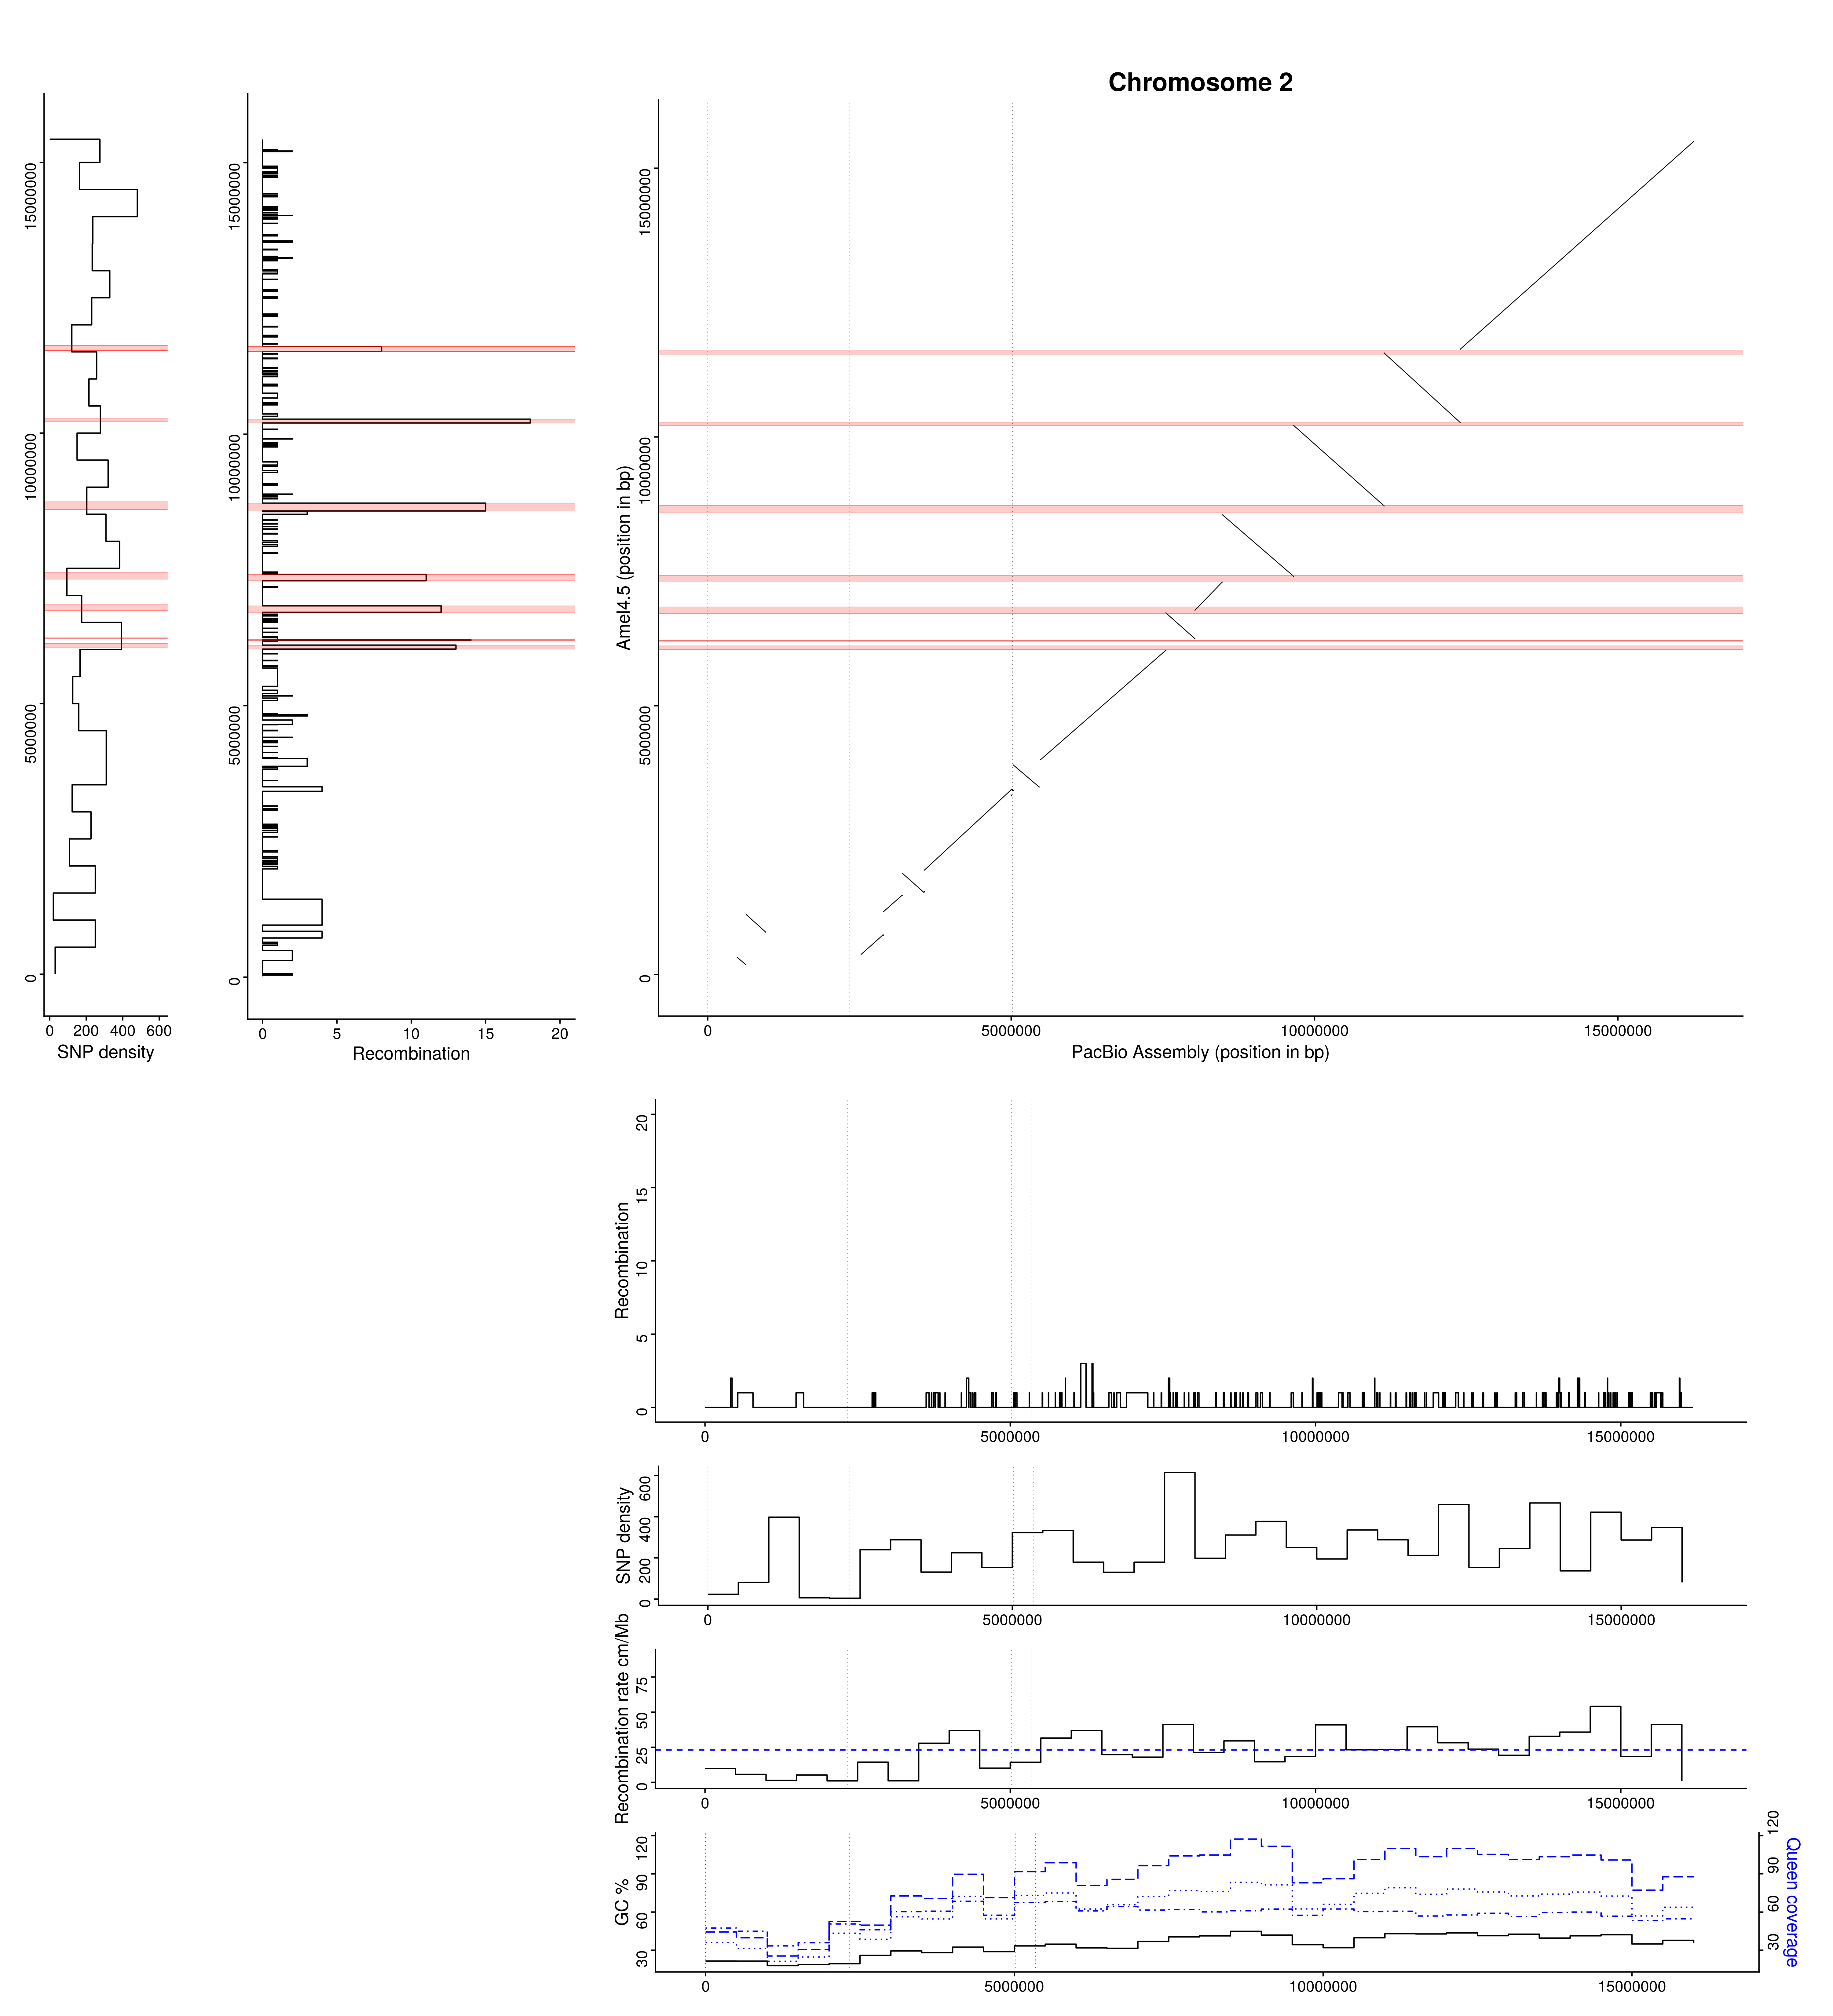 Chromosome 2
0
5000000
10000000
15000000
0 200 400 600
SNP density
0
5000000
10000000
15000000
0 5 10 15 20
Recombination
Amel4.5 (position in bp)
0
5000000
10000000
15000000
0 5000000 10000000 15000000
PacBio Assembly (position in bp)
Recombination
0 5 10 15 20
0 5000000 10000000 15000000
SNP density
0 200 400 600
0 5000000 10000000 15000000
Recombination rate cm/Mb
0 25 50 75
0 5000000 10000000 15000000
GC %
30 60 90 120
30 60 90 120
Queen coverage
0 5000000 10000000 15000000